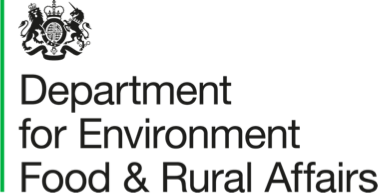 Department
for Environment
Food & Rural Affairs